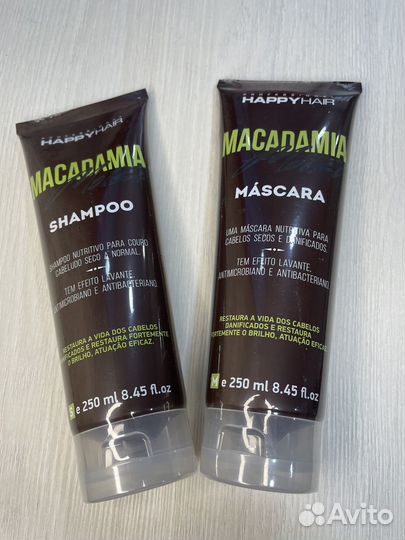 PROFESSIONAL
HAPPYHAIR
MACADAMIA
SHAMPOO
SHAMPOO NUTRITIVO PARA COURO
CABELUDO SECO A NORMAL.
TEM EFEITO LAVANTE,
ANTIMICROBIANO E ANTIBACTERIANO.
RESTAURA A VIDA DOS CABELOS
DANIFICADOS E RESTAURA FORTEMENTE
O BRILHO, ATUAÇÃO EFICAZ.
S e 250 ml 8.45 fl.oz
PROFESSIONAL
HAPPYHAIR
MACADAMIA
MÁSCARA
UMA MÁSCARA NUTRITIVA PARA
CABELOS SECOS E DANIFICADOS.
TEM EFEITO LAVANTE,
ANTIMICROBIANO E ANTIBACTERIANO.
RESTAURA A VIDA DOS CABELOS
DANIFICADOS E RESTAURA
FORTEMENTE O BRILHO, ATUAÇÃO EFICAZ.
M e 250 ml 8.45 fl.oz
Avito